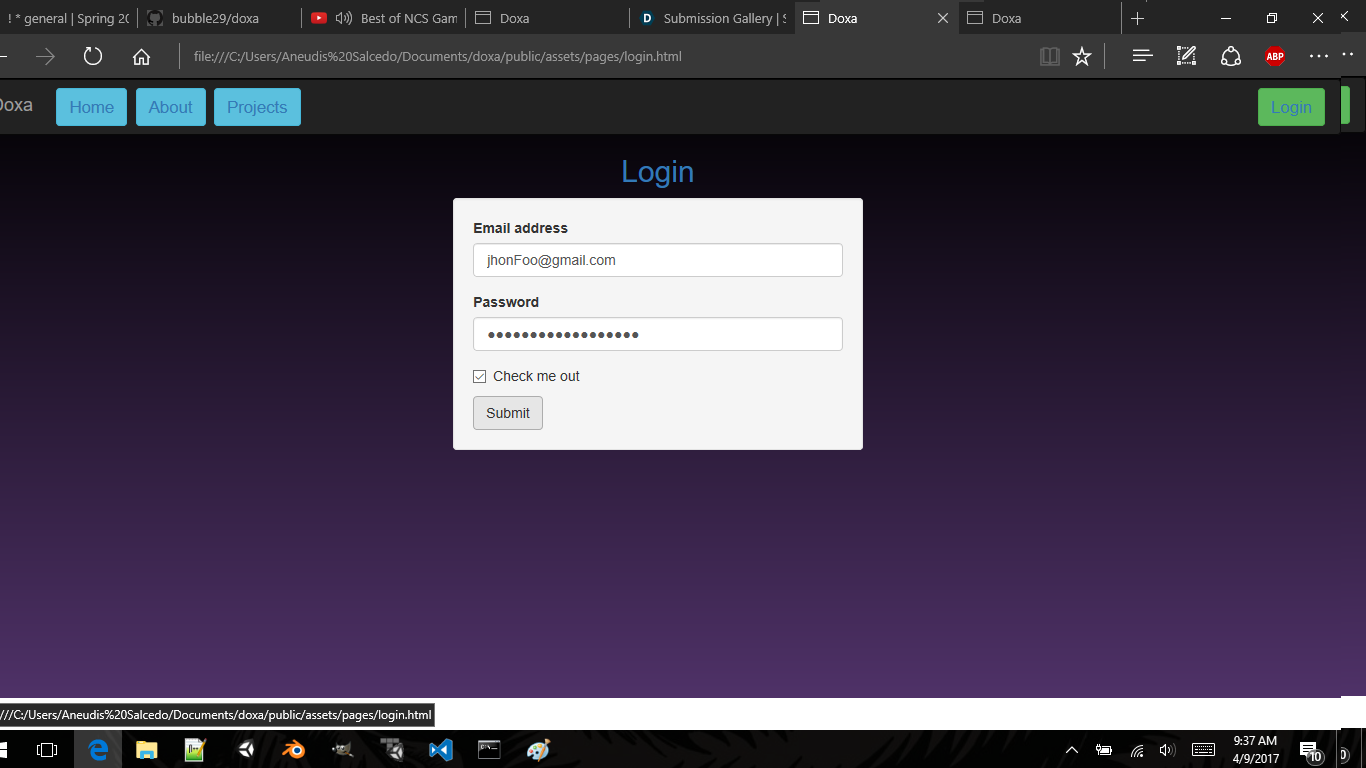 ! * general | Spring 20 bubble29/doxa Best of NCS Gam Doxa D Submission Gallery | S Doxa Doxa
file:///C:/Users/Aneudis%20Salcedo/Documents/doxa/public/assets/pages/login.html ABP
Doxa Home About Projects Login
Login
Email address
jhonFoo@gmail.com
Password
Check me out
Submit
///C:/Users/Aneudis%20Salcedo/Documents/doxa/public/assets/pages/login.html
9:37 AM
4/9/2017
10